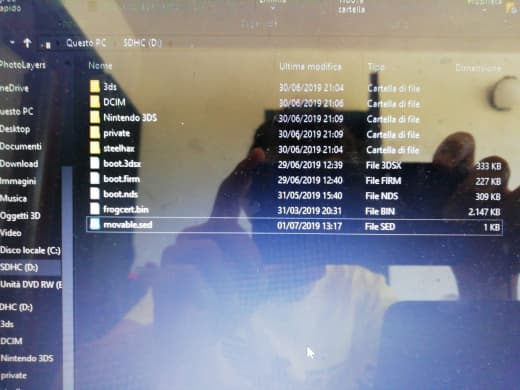 rapido
cartella
Questo PC > SDHC (D:)
Nome Ultima modifica Tipo Dimensione
3ds 30/06/2019 21:04 Cartella di file
DCIM 30/06/2019 21:06 Cartella di file
Nintendo 3DS 30/06/2019 21:09 Cartella di file
private 30/06/2019 21:09 Cartella di file
steelhax 30/06/2019 21:04 Cartella di file
boot.3dsx 29/06/2019 12:39 File 3DSX 333 KB
boot.firm 29/06/2019 12:40 File FIRM 227 KB
boot.nds 31/05/2019 15:40 File NDS 309 KB
frogcert.bin 31/03/2019 20:31 File BIN 2.147 KB
movable.sed 01/07/2019 13:17 File SED 1 KB
PhotoLayers
neDrive
uesto PC
Desktop
Documenti
Download
Immagini
Musica
Oggetti 3D
Video
Disco locale (C:)
SDHC (D:)
Unità DVD RW (E
DHC (D:)
3ds
DCIM
Nintendo 3DS
private